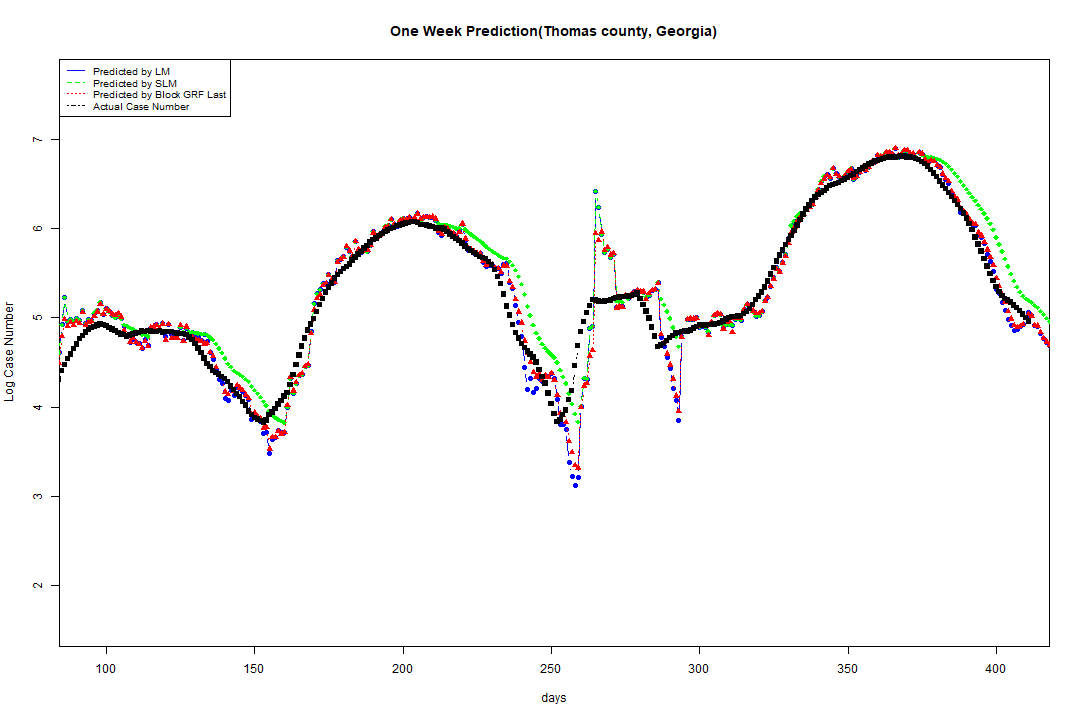 One Week Prediction(Thomas county, Georgia)
Predicted by LM
Predicted by SLM
Predicted by Block GRF Last
Actual Case Number
7
6
5
4
3
2
Log Case Number
100 150 200 250 300 350 400
days